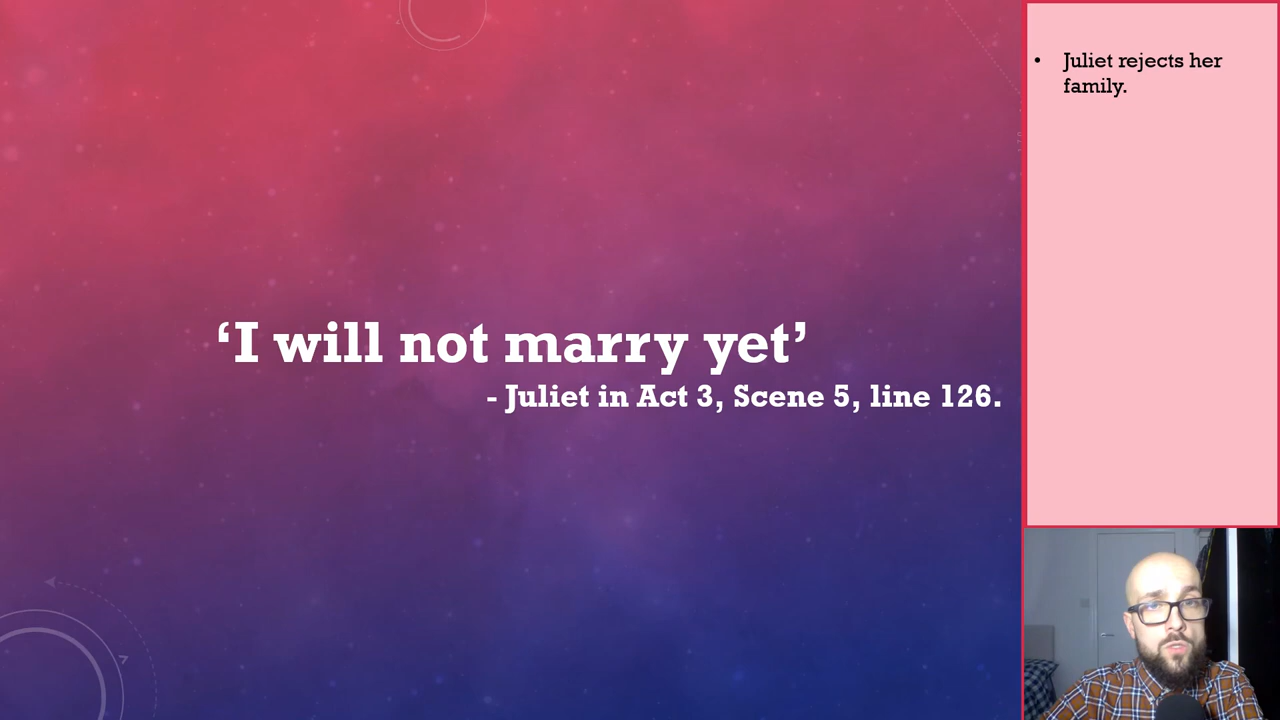 ‘I will not marry yet’
- Juliet in Act 3, Scene 5, line 126.
• Juliet rejects her
family.